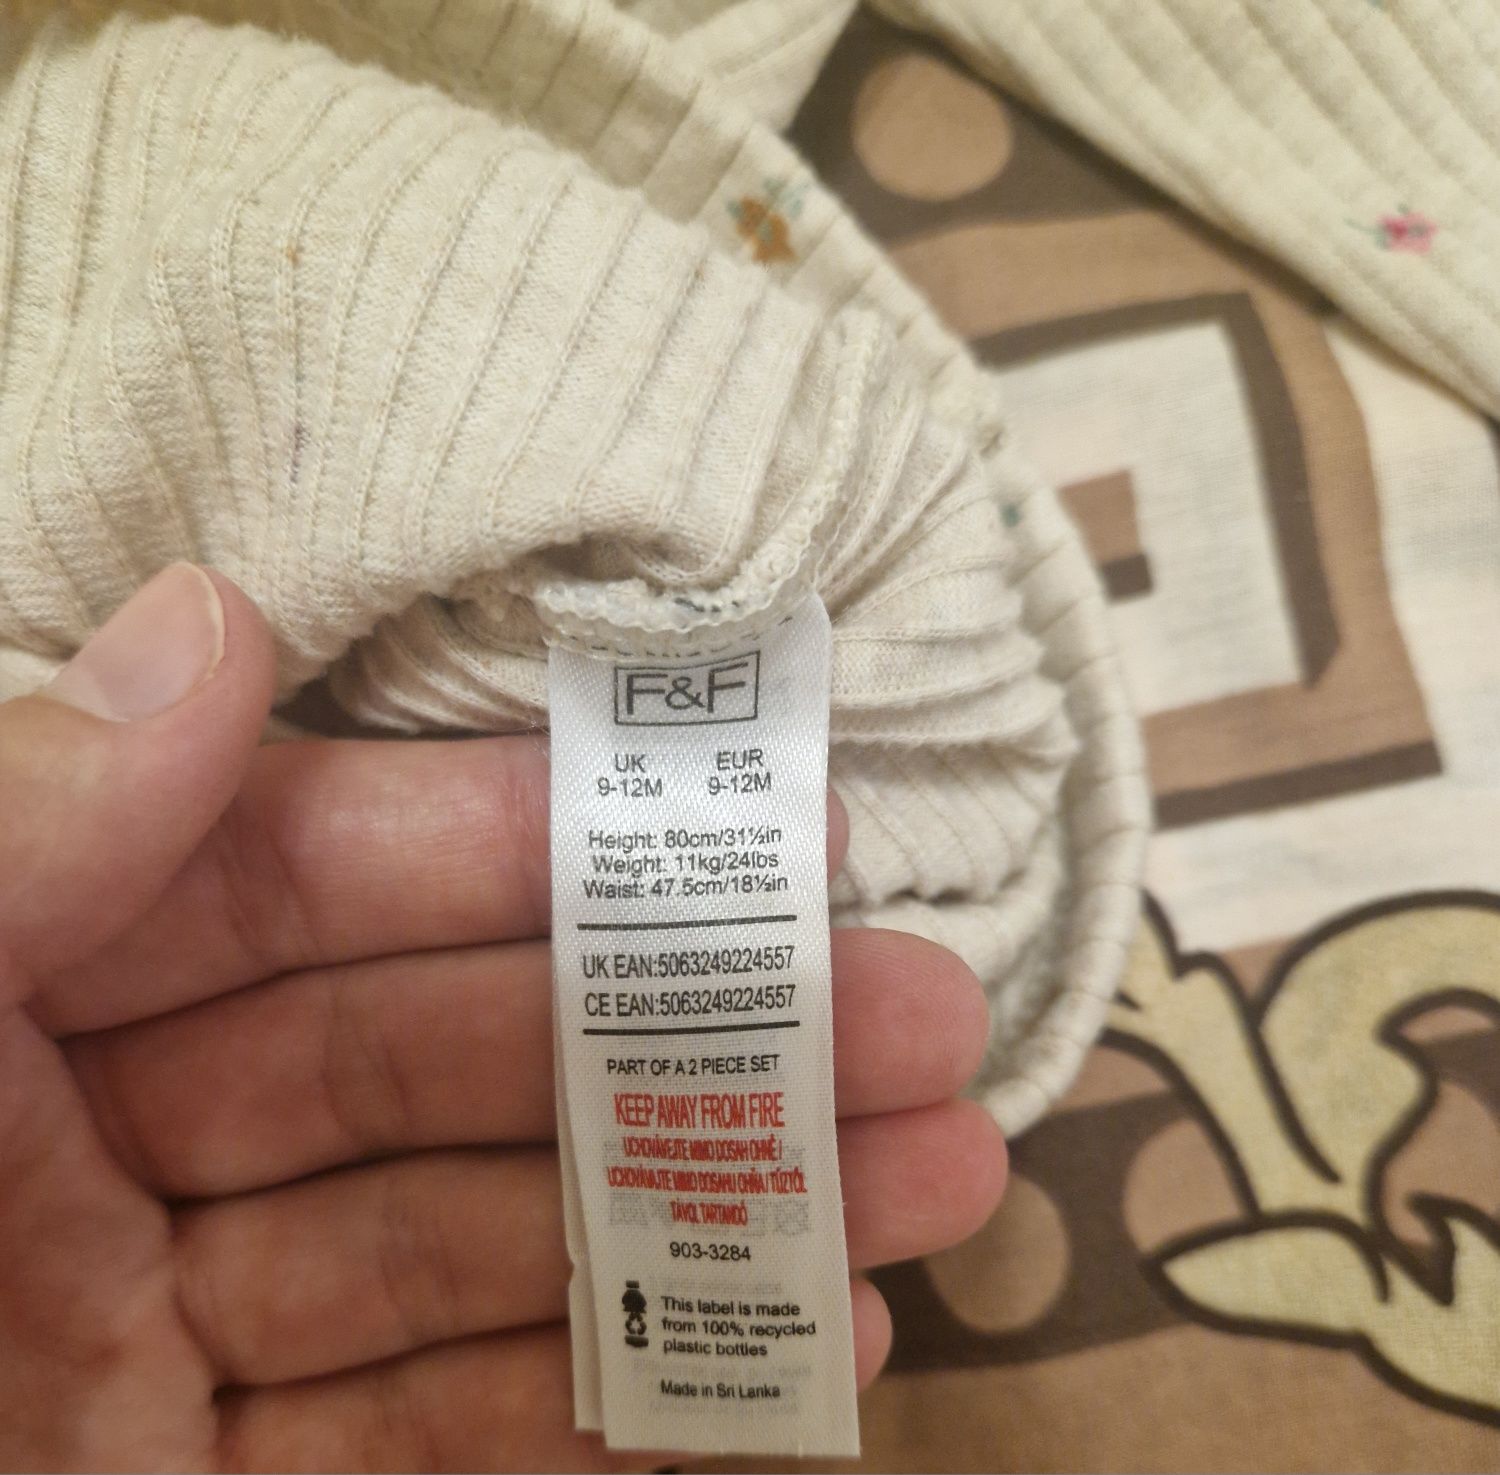 F&F
UK EUR
9-12M 9-12M
Height: 80cm/31½in
Weight: 11kg/24lbs
Waist: 47.5cm/18½in
UK EAN:5063249224557
CE EAN:5063249224557
PART OF A 2 PIECE SET
KEEP AWAY FROM FIRE
UCHOVÁVEJTE MIMO DOSAH OHNĚ /
UCHOVÁVAJTE MIMO DOSAHU OHŇA / TŰZTŐL
TÁVOL TARTANDÓ
903-3284
This label is made
from 100% recycled
plastic bottles
Made in Sri Lanka